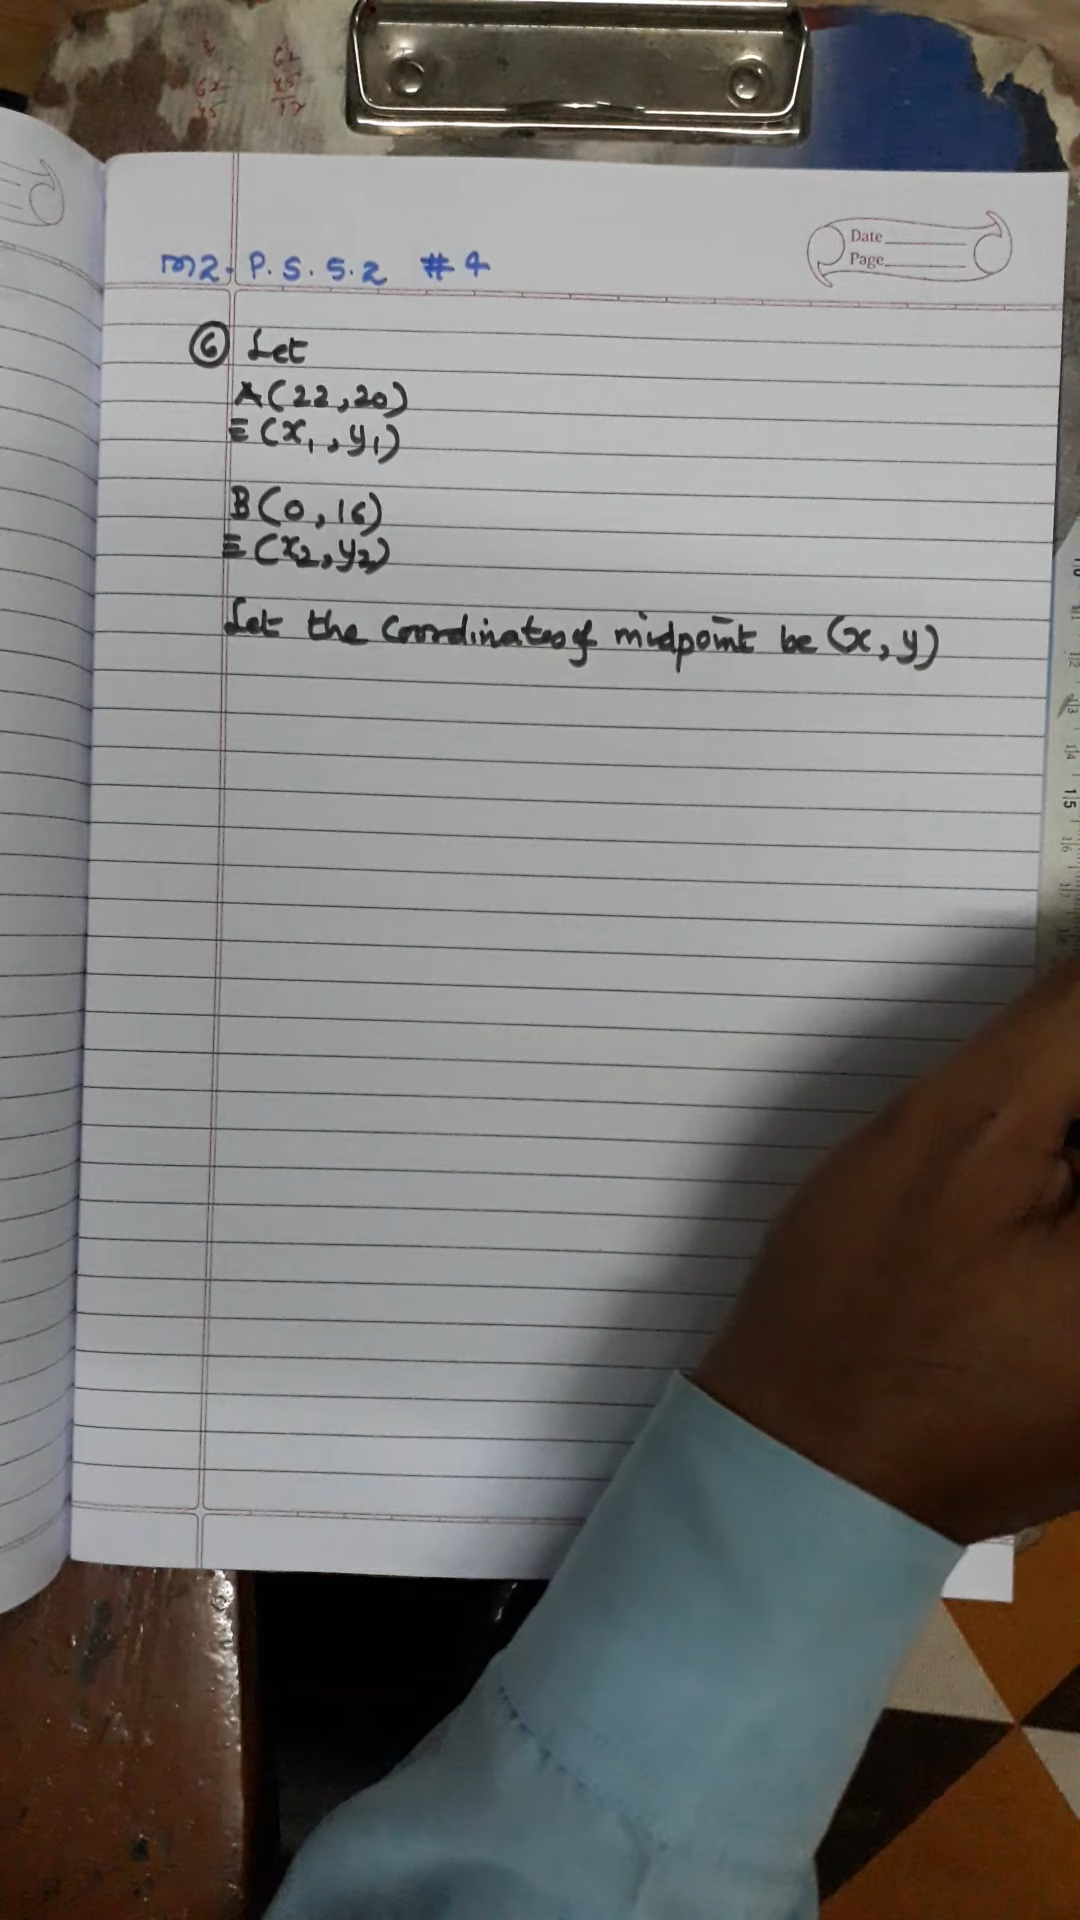 Date
Page
m2. P.S. 5.2 # 4
⑥ Let
A(22,20)
≡ (x₁, y₁)
B(0,16)
≡ (x₂, y₂)
Let the coordinates of midpoint be (x, y)